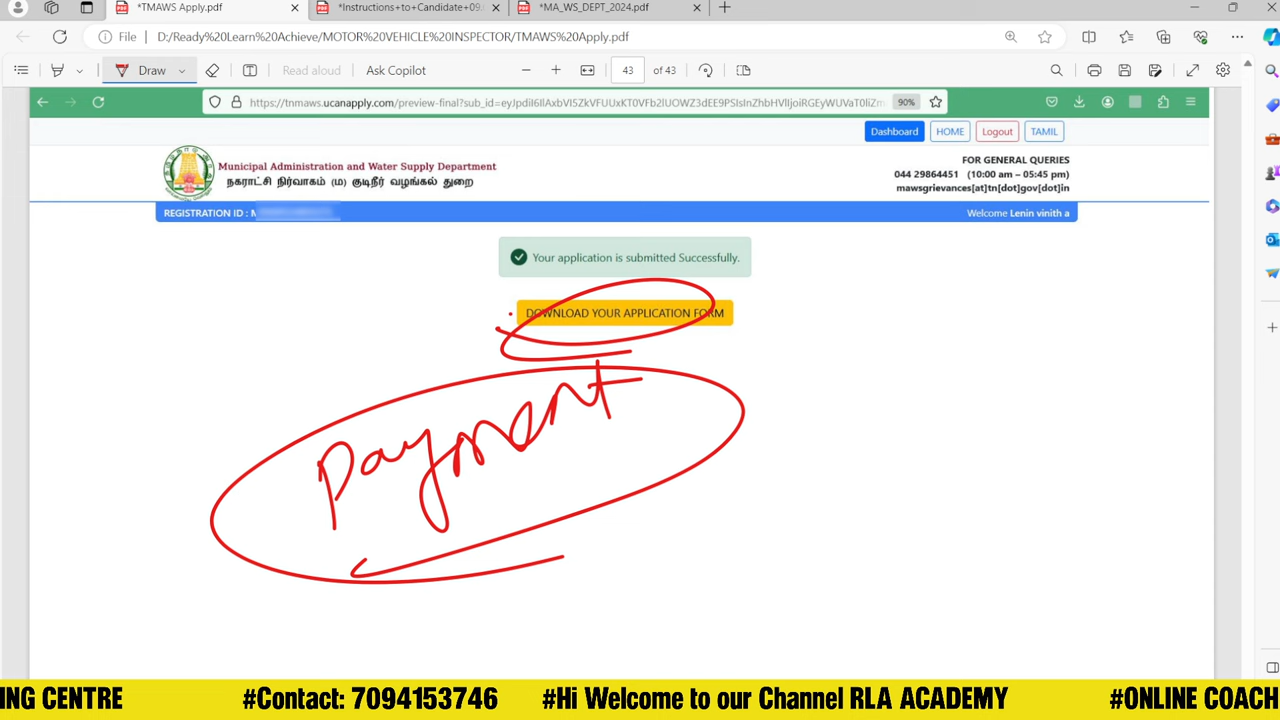 *TMAWS Apply.pdf
*Instructions+to+Candidate+09.
*MA_WS_DEPT_2024.pdf
File D:/Ready%20Learn%20Achieve/MOTOR%20VEHICLE%20INSPECTOR/TMAWS%20Apply.pdf
Draw Read aloud Ask Copilot 43 of 43
90%
Dashboard HOME Logout TAMIL
Municipal Administration and Water Supply Department
நகராட்சி நிர்வாகம் (ம) குடிநீர் வழங்கல் துறை
FOR GENERAL QUERIES
044 29864451 (10:00 am – 05:45 pm)
mawsgrievances[at]tn[dot]gov[dot]in
REGISTRATION ID : M
Welcome Lenin vinith a
Your application is submitted Successfully.
DOWNLOAD YOUR APPLICATION FORM
Payment
ING CENTRE #Contact: 7094153746 #Hi Welcome to our Channel RLA ACADEMY #ONLINE COACH